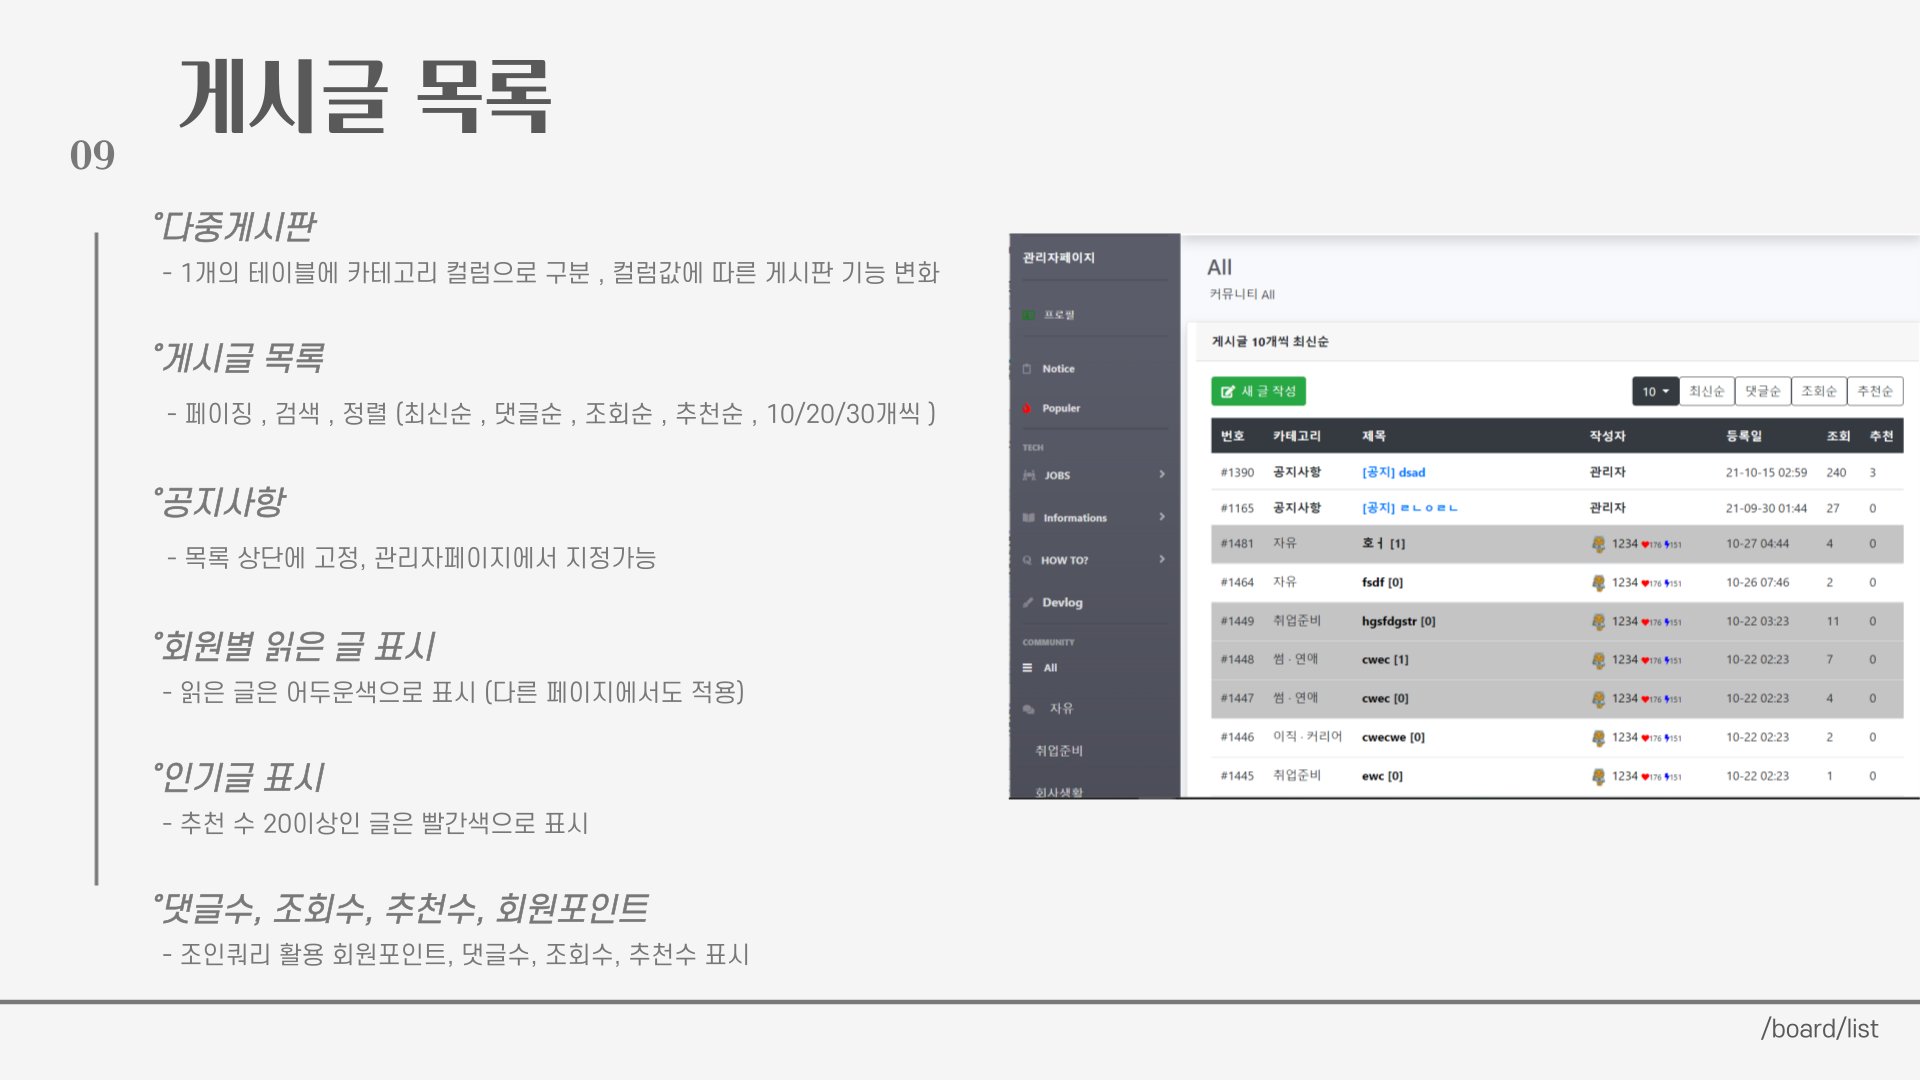 게시글 목록
09
°다중게시판
- 1개의 테이블에 카테고리 컬럼으로 구분 , 컬럼값에 따른 게시판 기능 변화
°게시글 목록
- 페이징 , 검색 , 정렬 (최신순 , 댓글순 , 조회순 , 추천순 , 10/20/30개씩 )
°공지사항
- 목록 상단에 고정, 관리자페이지에서 지정가능
°회원별 읽은 글 표시
- 읽은 글은 어두운색으로 표시 (다른 페이지에서도 적용)
°인기글 표시
- 추천 수 20이상인 글은 빨간색으로 표시
°댓글수, 조회수, 추천수, 회원포인트
- 조인쿼리 활용 회원포인트, 댓글수, 조회수, 추천수 표시
관리자페이지
프로필
Notice
Populer
TECH
JOBS
Informations
HOW TO?
Devlog
COMMUNITY
All
자유
취업준비
회사생활
All
커뮤니티 All
게시글 10개씩 최신순
새 글 작성
10 최신순 댓글순 조회순 추천순
번호 카테고리 제목 작성자 등록일 조회 추천
#1390 공지사항 [공지] dsad 관리자 21-10-15 02:59 240 3
#1165 공지사항 [공지] ㄹㄴㅇㄹㄴ 관리자 21-09-30 01:44 27 0
#1481 자유 호ㅓ [1] 1234 176 151 10-27 04:44 4 0
#1464 자유 fsdf [0] 1234 176 151 10-26 07:46 2 0
#1449 취업준비 hgsfdgstr [0] 1234 176 151 10-22 03:23 11 0
#1448 썸 · 연애 cwec [1] 1234 176 151 10-22 02:23 7 0
#1447 썸 · 연애 cwec [0] 1234 176 151 10-22 02:23 4 0
#1446 이직 · 커리어 cwecwe [0] 1234 176 151 10-22 02:23 2 0
#1445 취업준비 ewc [0] 1234 176 151 10-22 02:23 1 0
/board/list